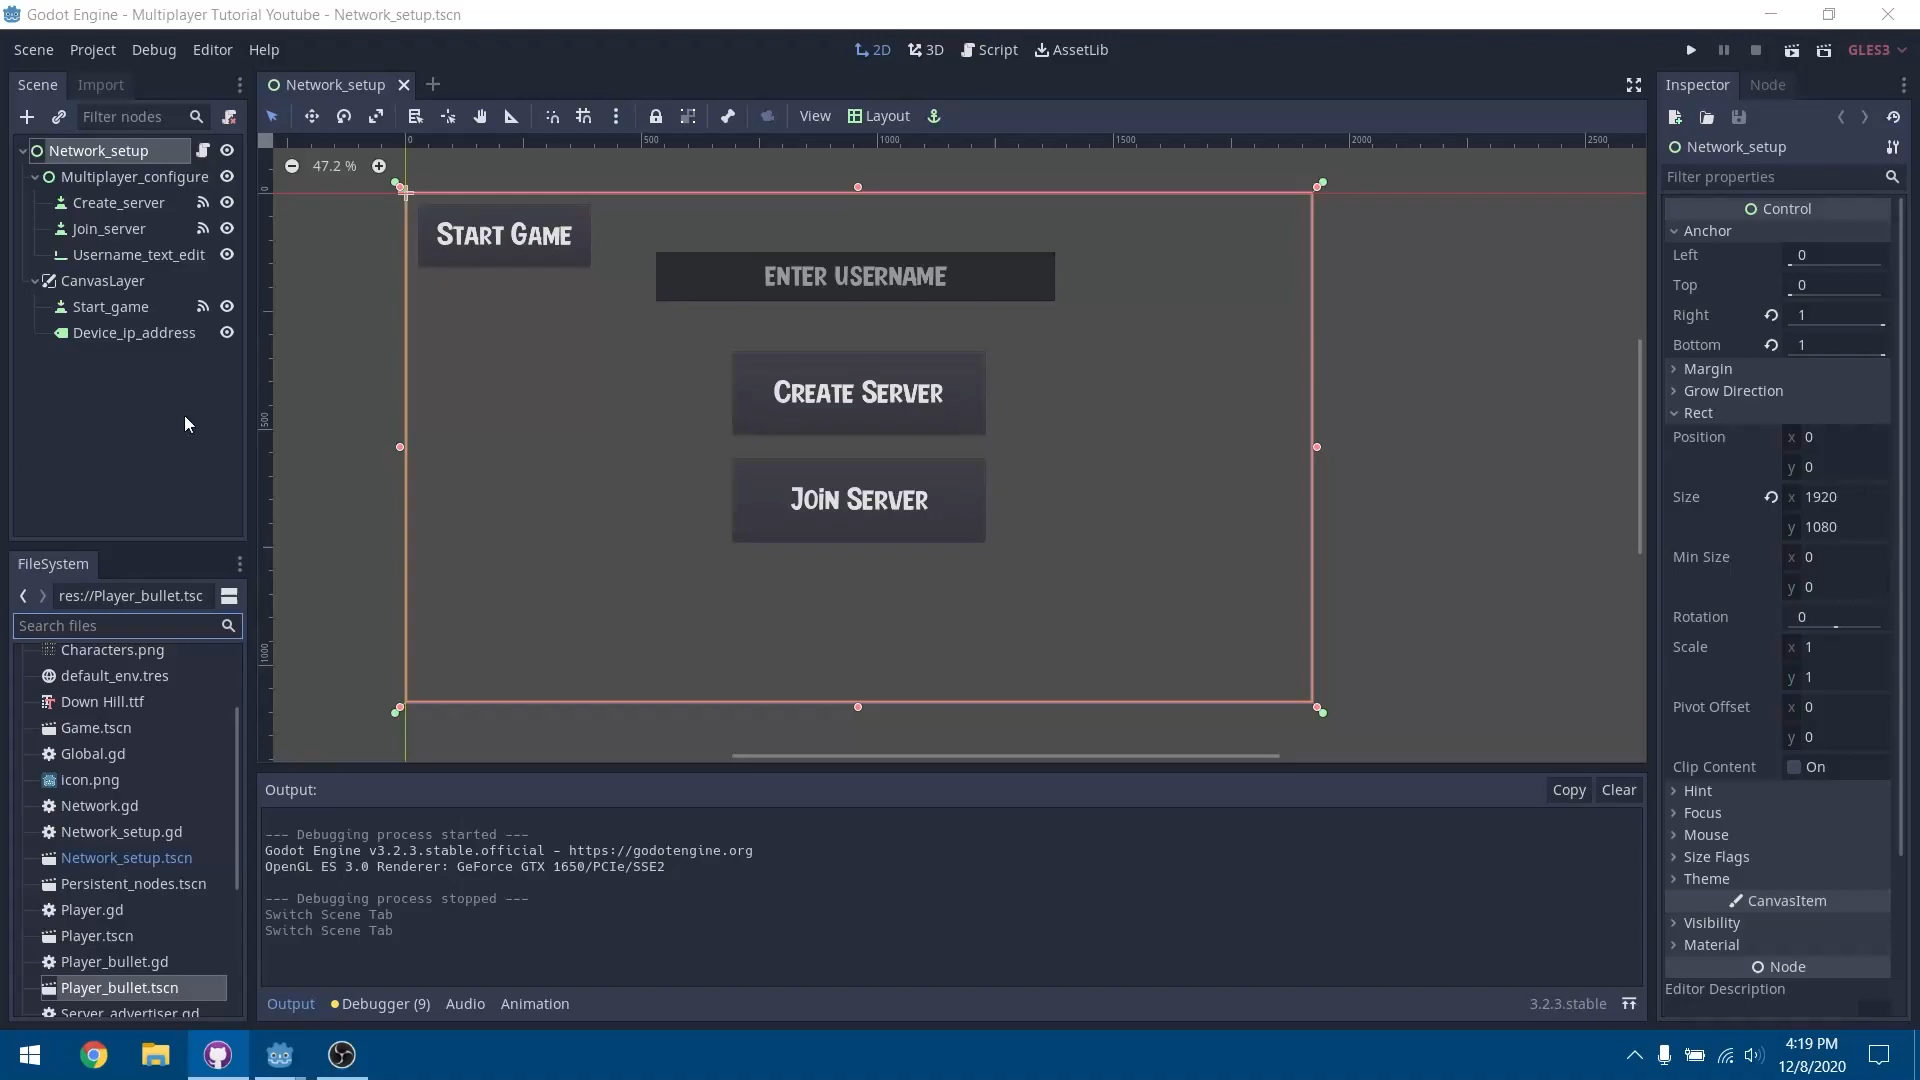 Godot Engine - Multiplayer Tutorial Youtube - Network_setup.tscn
Scene Project Debug Editor Help
2D 3D Script AssetLib
GLES3
Scene Import
Filter nodes
Network_setup
Multiplayer_configure
Create_server
Join_server
Username_text_edit
CanvasLayer
Start_game
Device_ip_address
FileSystem
res://Player_bullet.tsc
Search files
Characters.png
default_env.tres
Down Hill.ttf
Game.tscn
Global.gd
icon.png
Network.gd
Network_setup.gd
Network_setup.tscn
Persistent_nodes.tscn
Player.gd
Player.tscn
Player_bullet.gd
Player_bullet.tscn
Server_advertiser.gd
Network_setup
View Layout
0 500 1000 1500 2000 2500
47.2 %
0
500
1000
Start Game
ENTER USERNAME
Create Server
Join Server
Output:
Copy Clear
--- Debugging process started ---
Godot Engine v3.2.3.stable.official - https://godotengine.org
OpenGL ES 3.0 Renderer: GeForce GTX 1650/PCIe/SSE2
--- Debugging process stopped ---
Switch Scene Tab
Switch Scene Tab
Output Debugger (9) Audio Animation
3.2.3.stable
Inspector Node
Network_setup
Filter properties
Control
Anchor
Left 0
Top 0
Right 1
Bottom 1
Margin
Grow Direction
Rect
Position x 0
y 0
Size x 1920
y 1080
Min Size x 0
y 0
Rotation 0
Scale x 1
y 1
Pivot Offset x 0
y 0
Clip Content On
Hint
Focus
Mouse
Size Flags
Theme
CanvasItem
Visibility
Material
Node
Editor Description
4:19 PM
12/8/2020